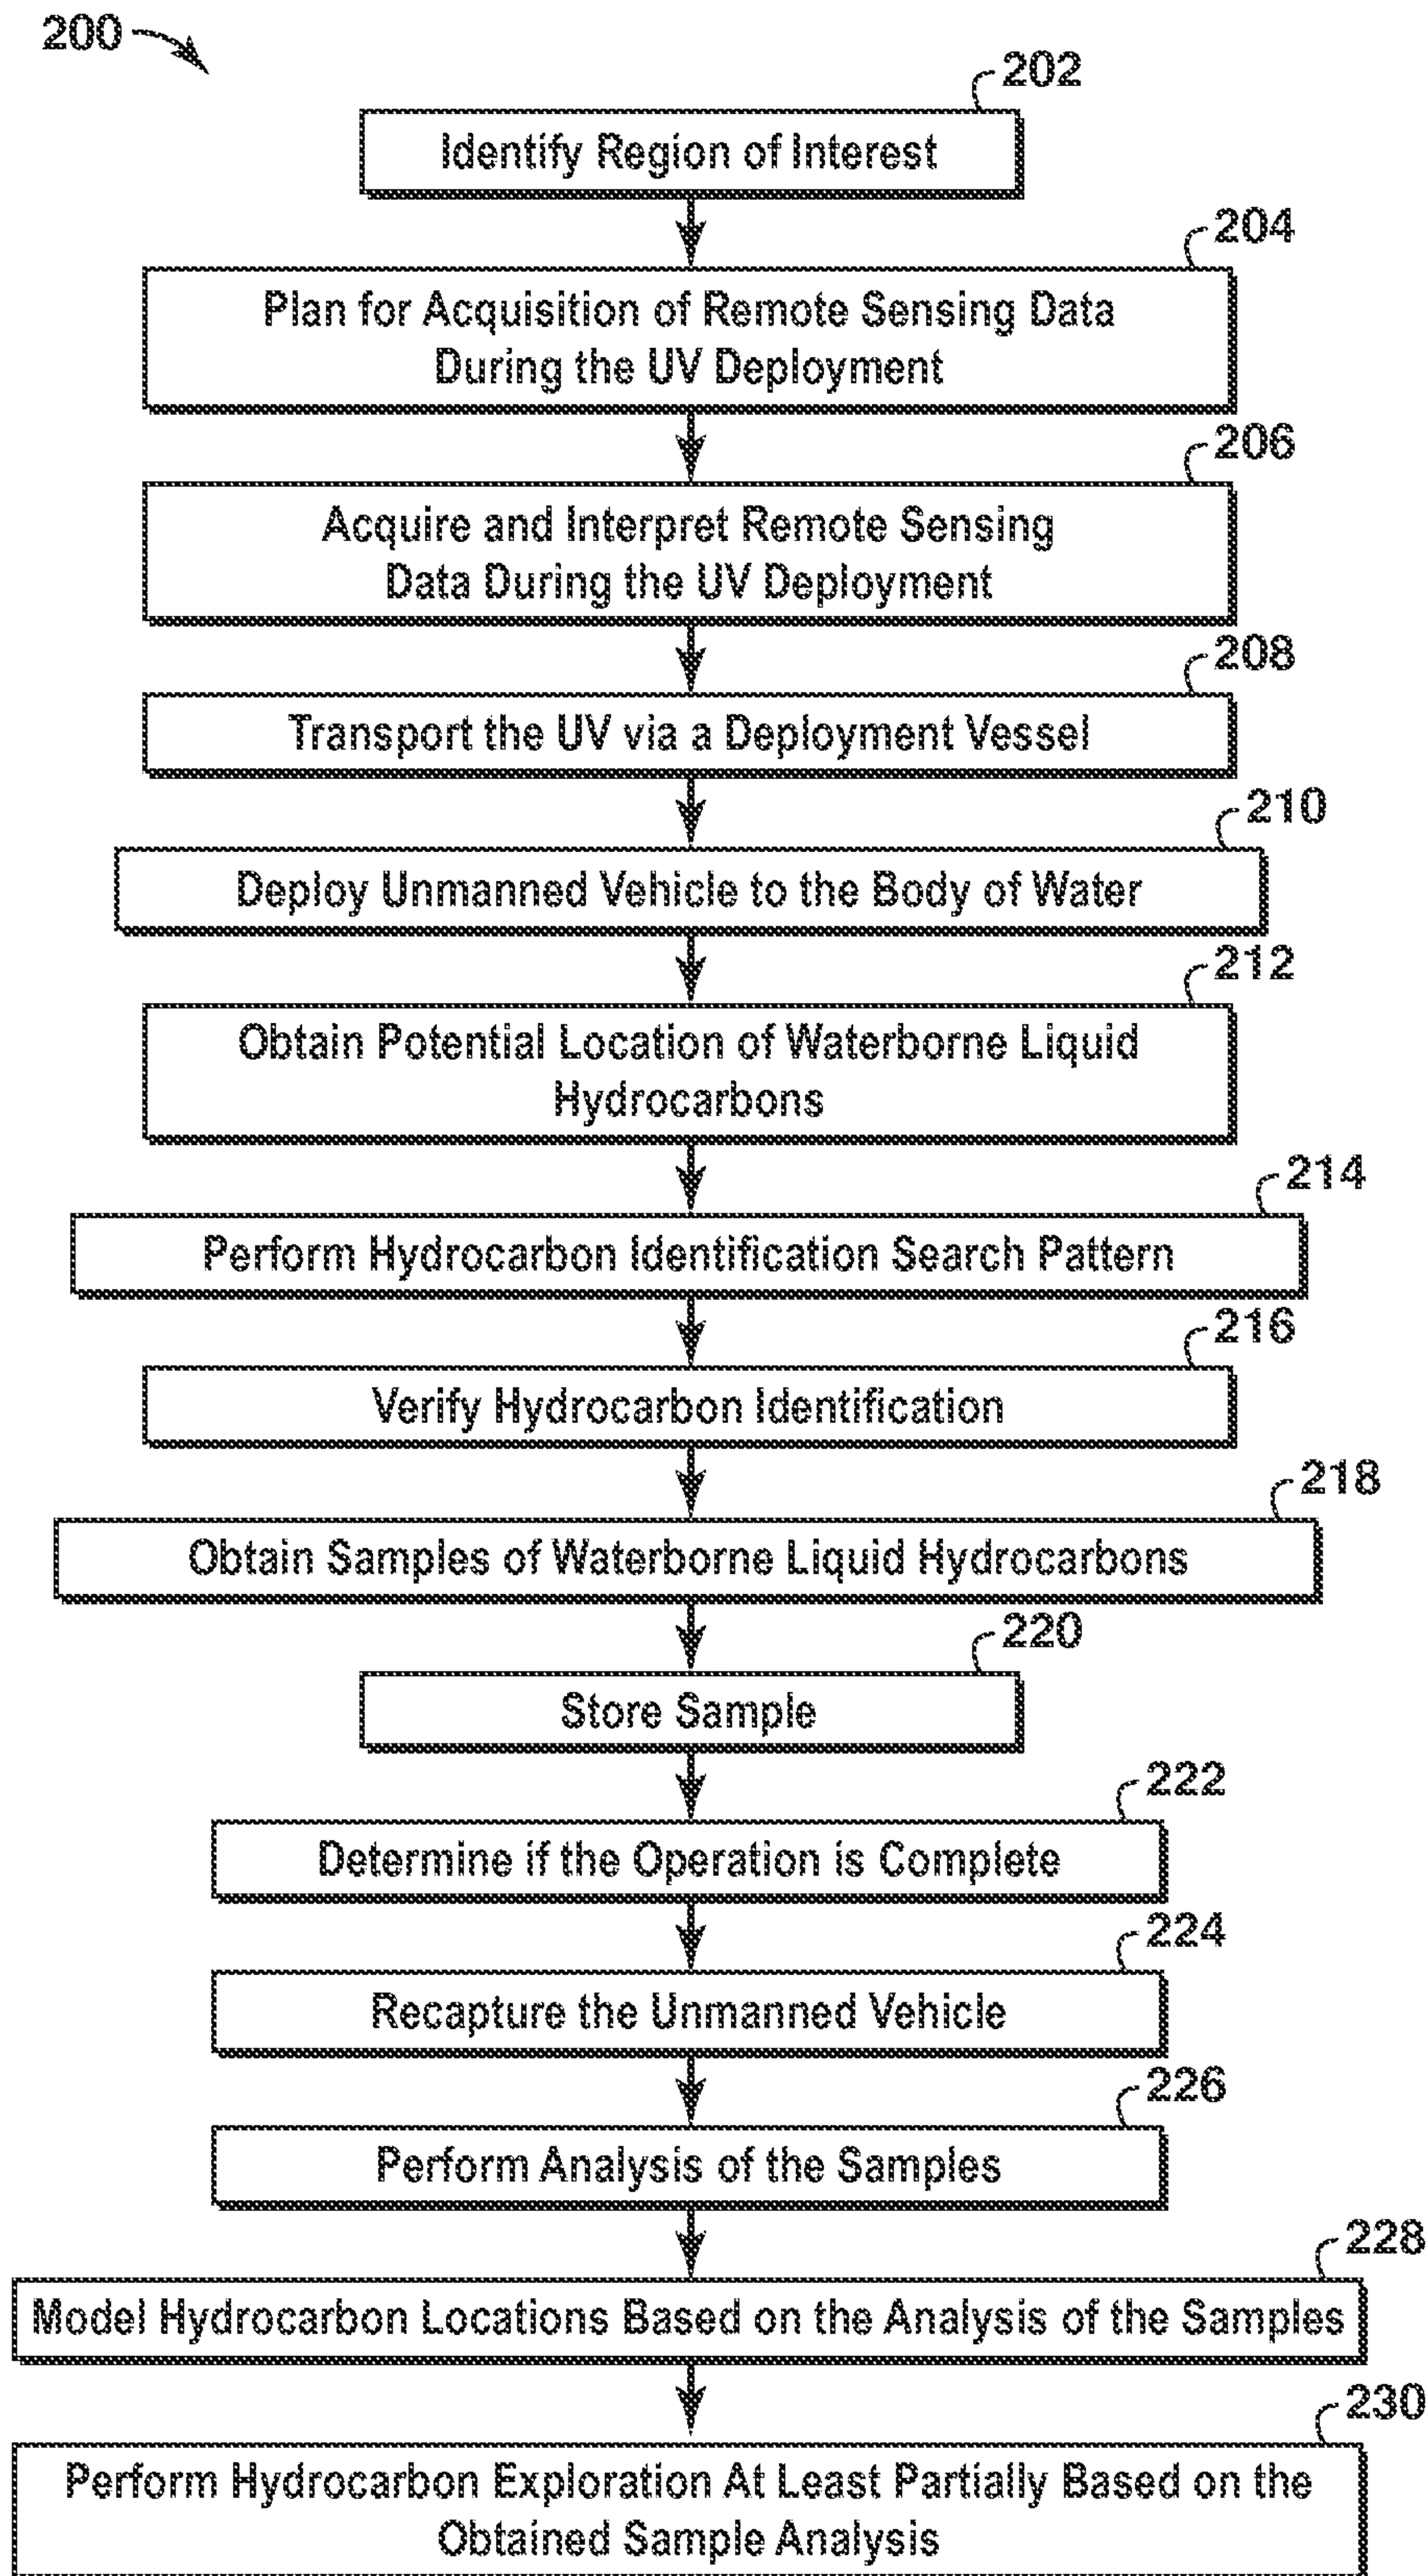 200
202
Identify Region of Interest
204
Plan for Acquisition of Remote Sensing Data
During the UV Deployment
206
Acquire and Interpret Remote Sensing
Data During the UV Deployment
208
Transport the UV via a Deployment Vessel
210
Deploy Unmanned Vehicle to the Body of Water
212
Obtain Potential Location of Waterborne Liquid
Hydrocarbons
214
Perform Hydrocarbon Identification Search Pattern
216
Verify Hydrocarbon Identification
218
Obtain Samples of Waterborne Liquid Hydrocarbons
220
Store Sample
222
Determine if the Operation is Complete
224
Recapture the Unmanned Vehicle
226
Perform Analysis of the Samples
228
Model Hydrocarbon Locations Based on the Analysis of the Samples
230
Perform Hydrocarbon Exploration At Least Partially Based on the
Obtained Sample Analysis